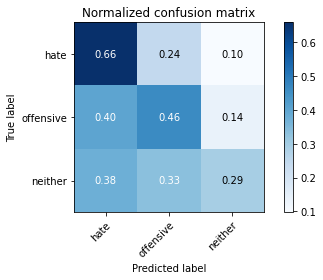 Normalized confusion matrix
True label
hate 0.66 0.24 0.10
offensive 0.40 0.46 0.14
neither 0.38 0.33 0.29
hate offensive neither
Predicted label
0.6
0.5
0.4
0.3
0.2
0.1